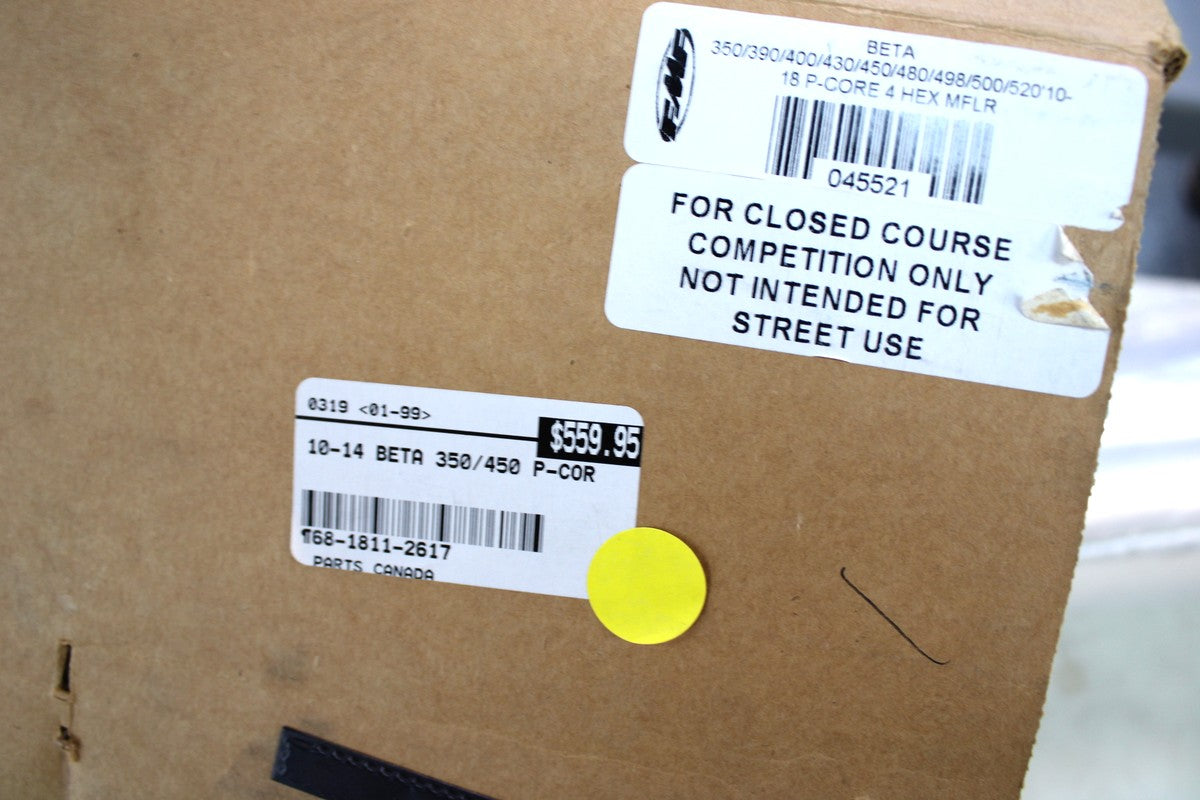 FMF
BETA
350/390/400/430/450/480/498/500/520'10-
18 P-CORE 4 HEX MFLR
045521
FOR CLOSED COURSE
COMPETITION ONLY
NOT INTENDED FOR
STREET USE
0319 <01-99>
$559.95
10-14 BETA 350/450 P-COR
¶68-1811-2617
PARTS CANADA